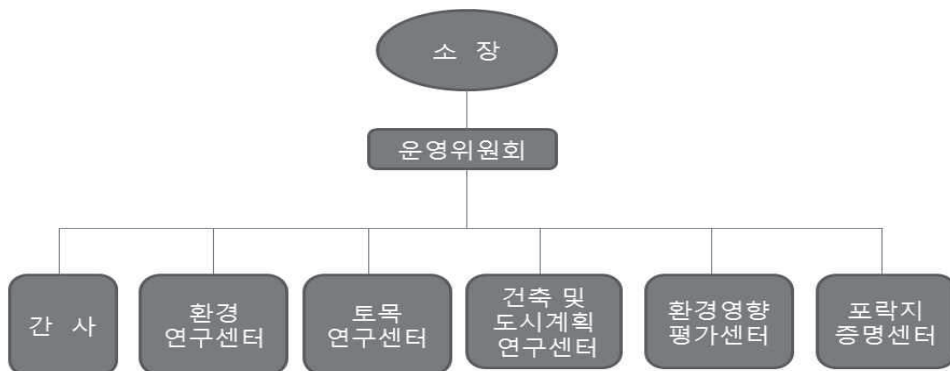 소 장
운영위원회
간 사
환경
연구센터
토목
연구센터
건축 및
도시계획
연구센터
환경영향
평가센터
포락지
증명센터